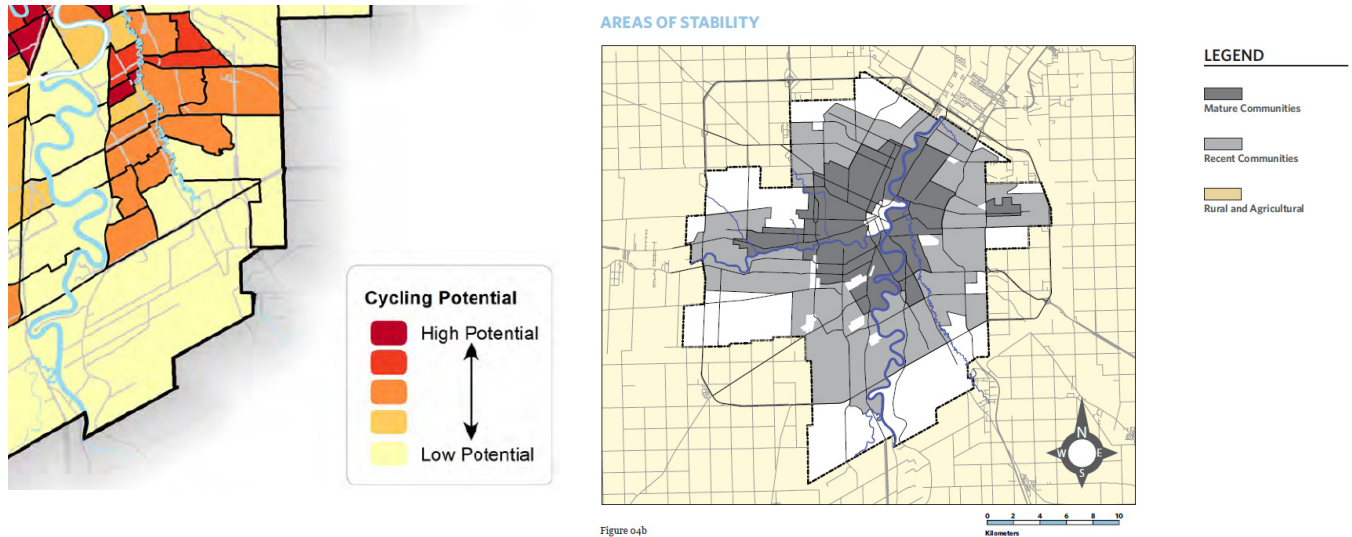 Cycling Potential
High Potential
Low Potential
AREAS OF STABILITY
N
W
E
S
Figure 04b
0 2 4 6 8 10
Kilometers
LEGEND
Mature Communities
Recent Communities
Rural and Agricultural